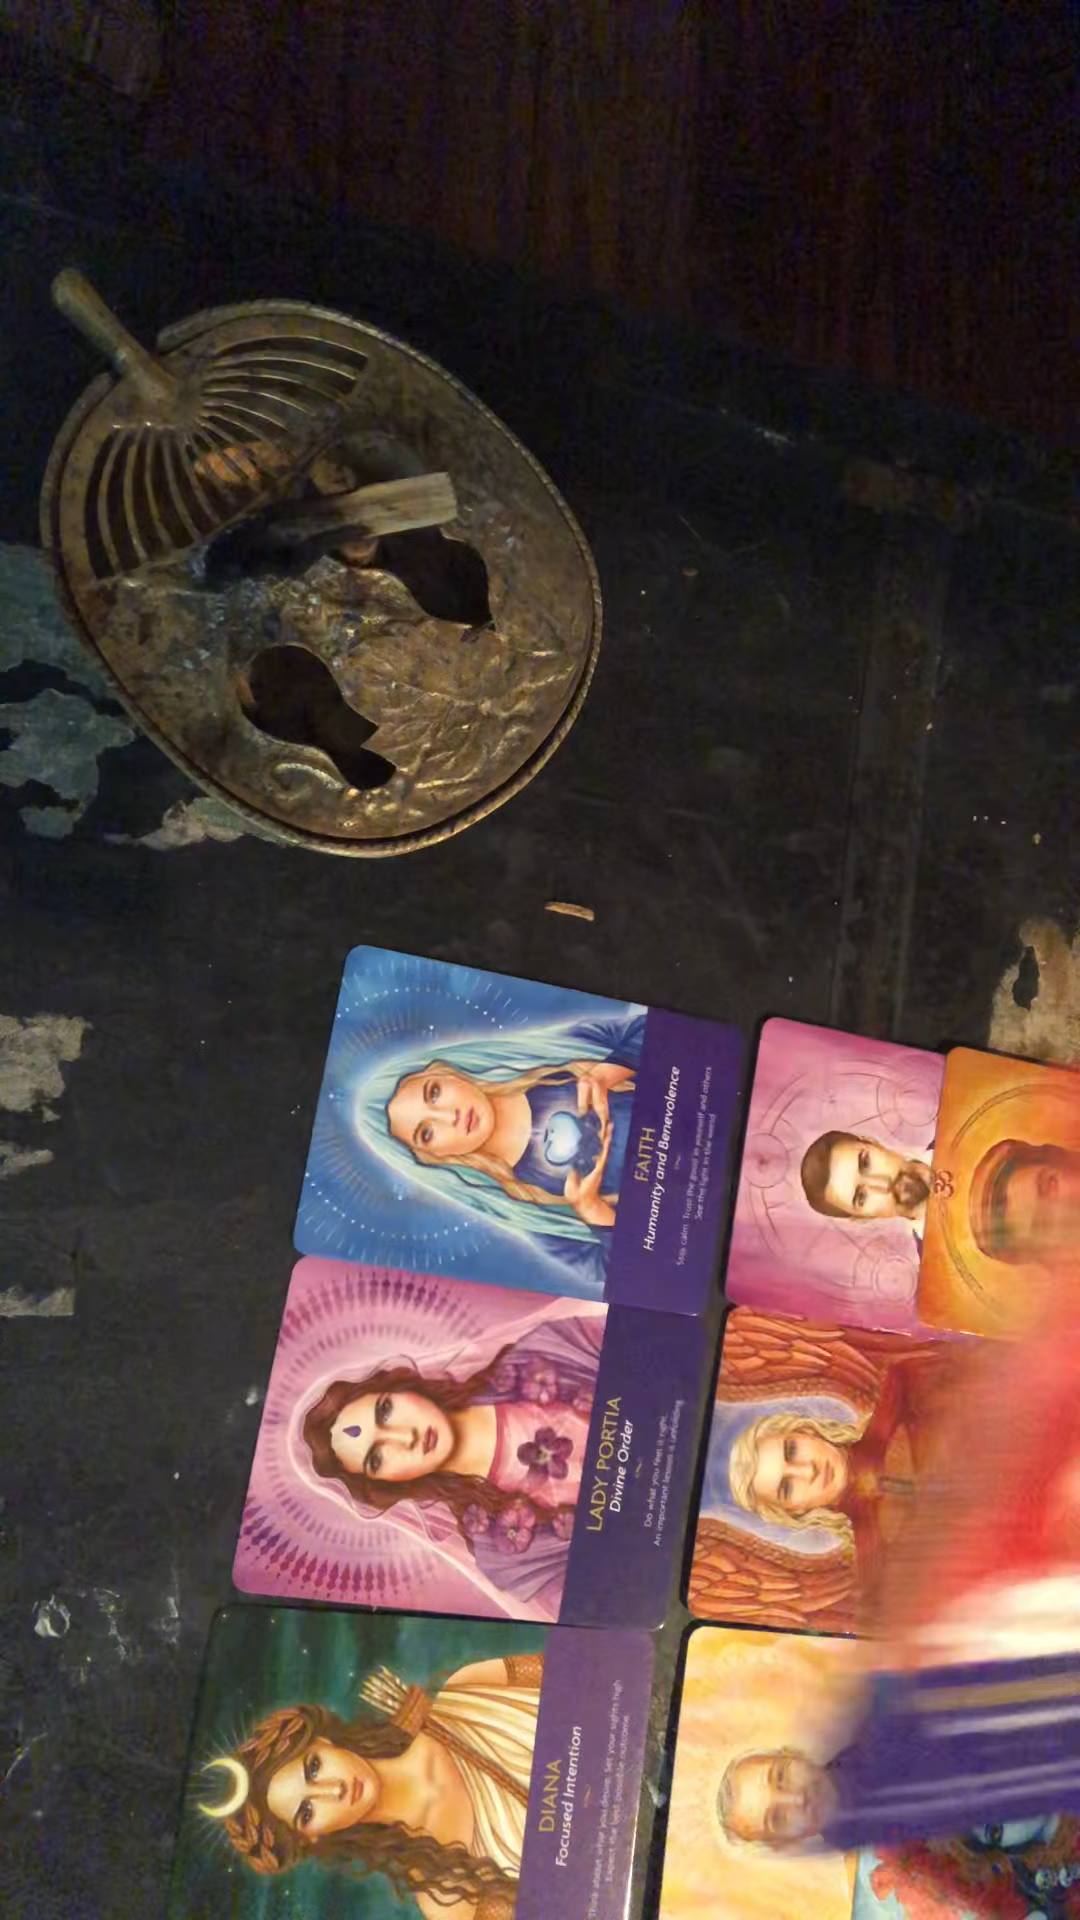 FAITH
Humanity and Benevolence
Stay calm. Trust the good in yourself and others
See the light in the world
LADY PORTIA
Divine Order
Do what you feel is right.
An important lesson is unfolding
DIANA
Focused Intention
Think about what you desire. Set your sights high
Expect the best possible outcome.
ॐ